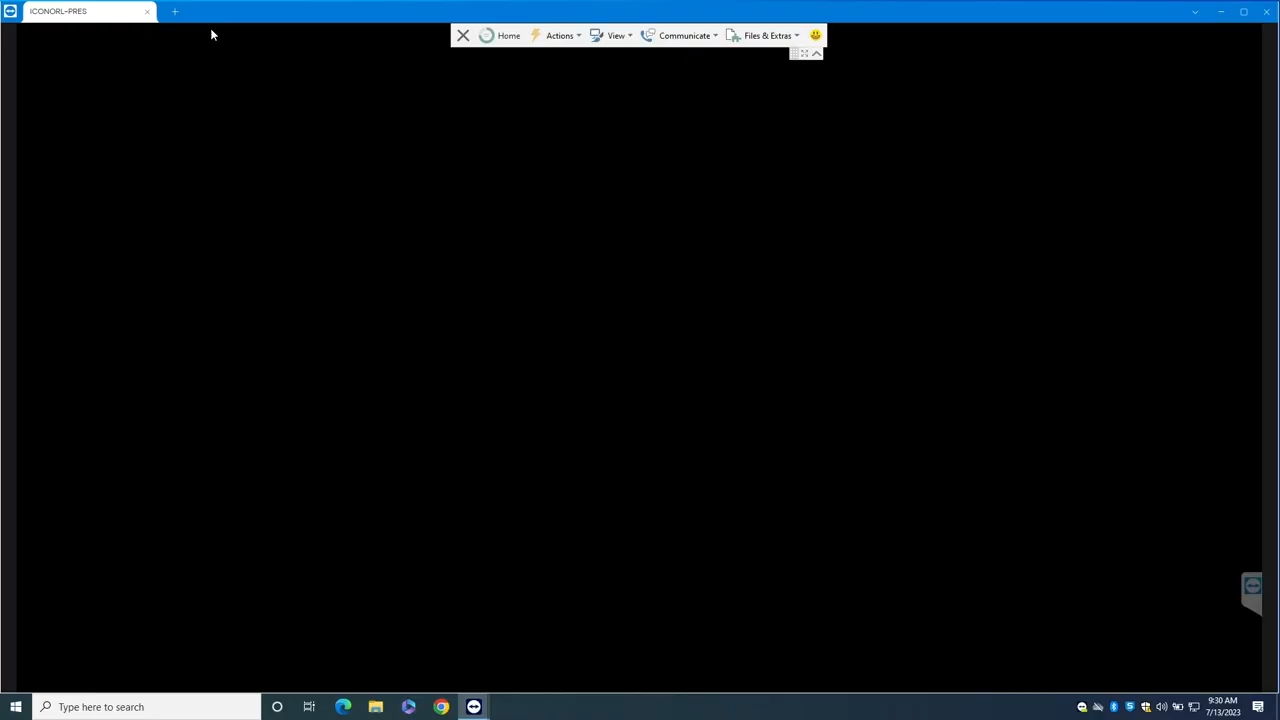 ICONORL-PRES
Home Actions View Communicate Files & Extras
Type here to search
9:30 AM
7/13/2023